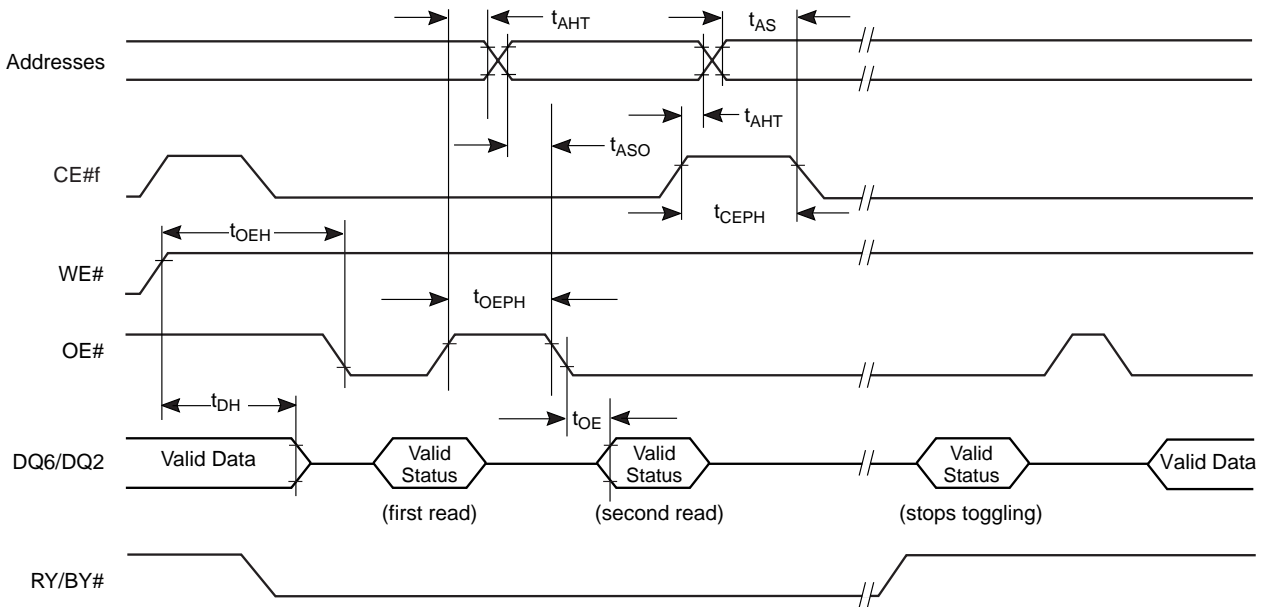 tAHT
tAS
Addresses
tAHT
tASO
CE#f
tCEPH
tOEH
WE#
tOEPH
OE#
tDH
tOE
DQ6/DQ2
Valid Data
Valid
Status
Valid
Status
Valid
Status
Valid Data
(first read)
(second read)
(stops toggling)
RY/BY#